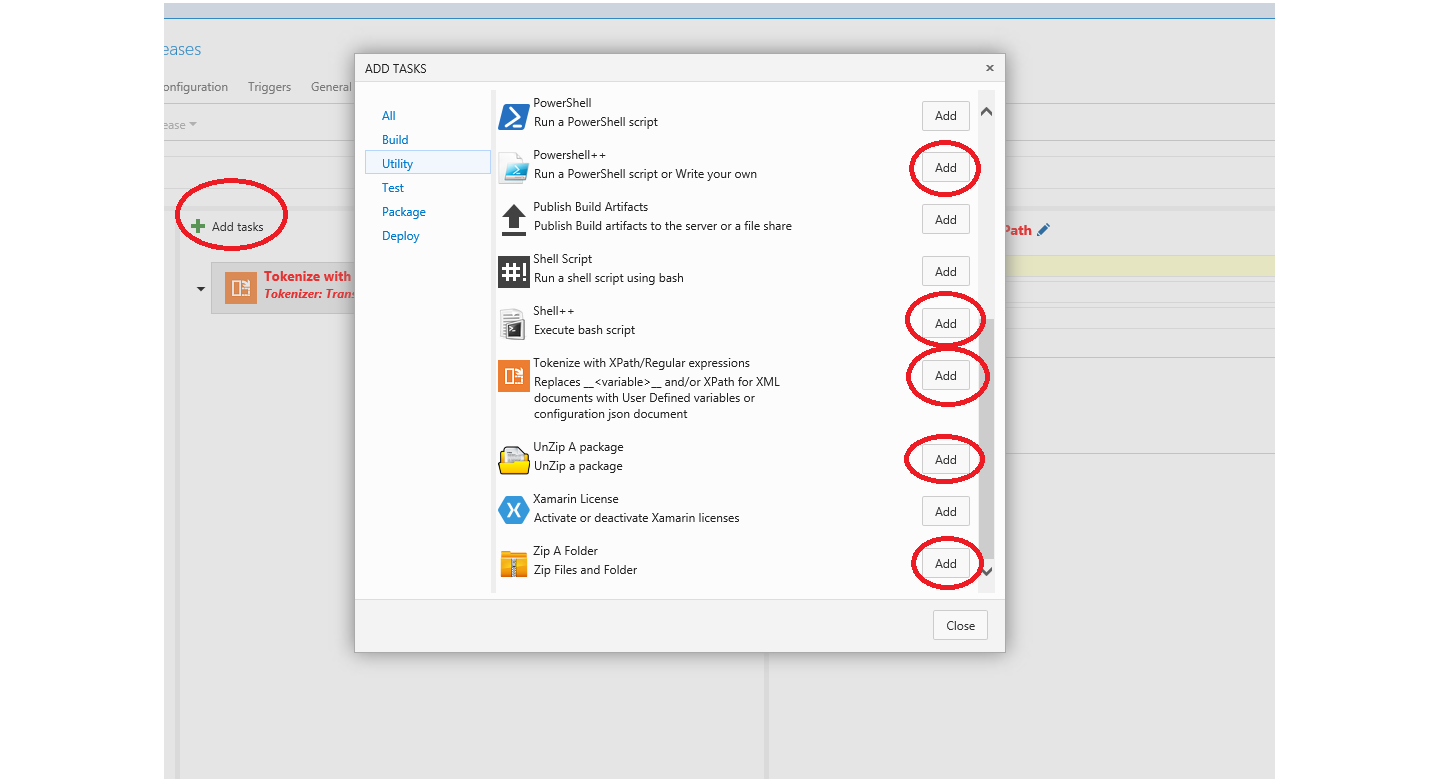 eases
onfiguration Triggers General
ease
Add tasks
Tokenize with
Tokenizer: Trans
Path
ADD TASKS
×
All
Build
Utility
Test
Package
Deploy
PowerShell
Run a PowerShell script
Add
Powershell++
Run a PowerShell script or Write your own
Add
Publish Build Artifacts
Publish Build artifacts to the server or a file share
Add
Shell Script
Run a shell script using bash
Add
Shell++
Execute bash script
Add
Tokenize with XPath/Regular expressions
Replaces __<variable>__ and/or XPath for XML
documents with User Defined variables or
configuration json document
Add
UnZip A package
UnZip a package
Add
Xamarin License
Activate or deactivate Xamarin licenses
Add
Zip A Folder
Zip Files and Folder
Add
Close